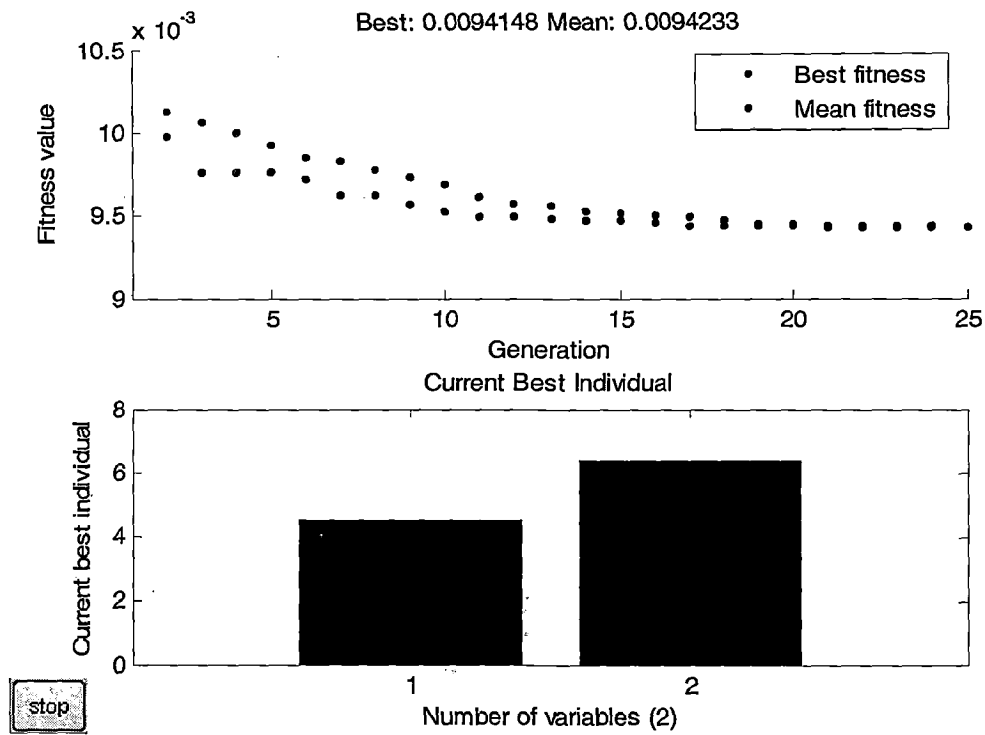 Best: 0.0094148 Mean: 0.0094233
x 10⁻³
10.5
10
9.5
9
Fitness value
Best fitness
Mean fitness
5 10 15 20 25
Generation
Current Best Individual
8
6
4
2
0
Current best individual
1 2
Number of variables (2)
stop